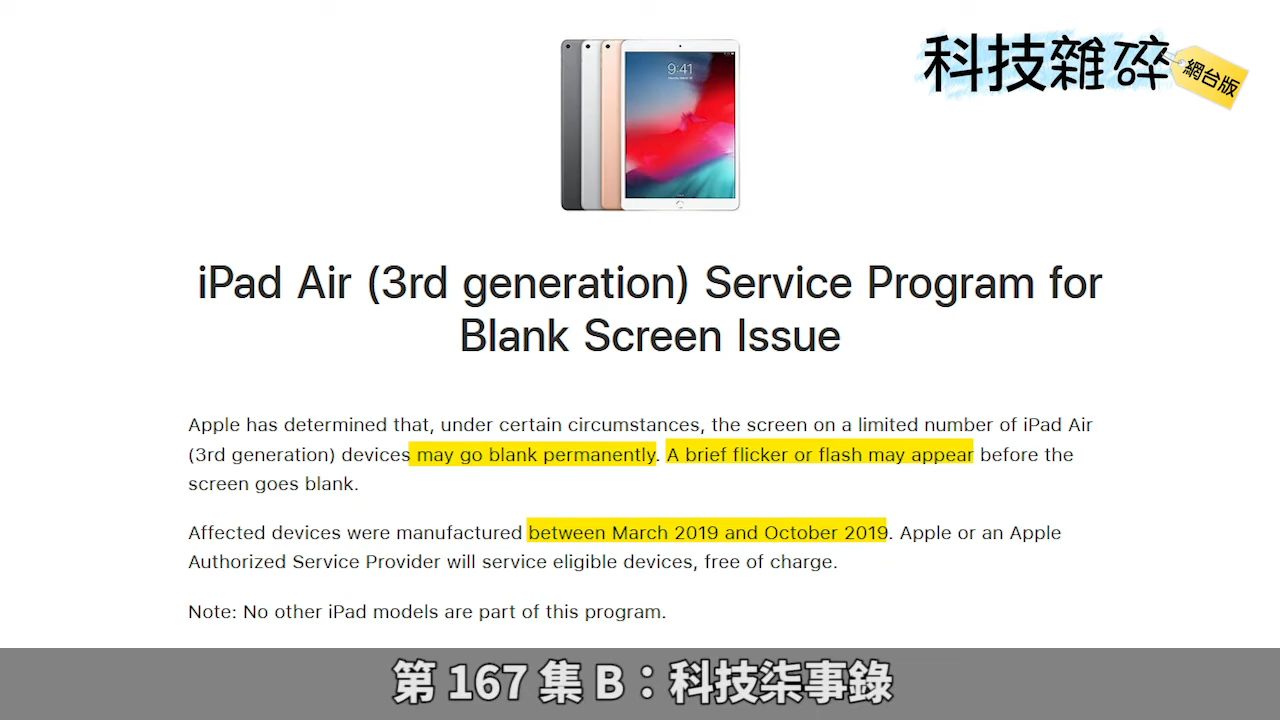 科技雜碎
網台版
9:41
iPad Air (3rd generation) Service Program for
Blank Screen Issue
Apple has determined that, under certain circumstances, the screen on a limited number of iPad Air
(3rd generation) devices may go blank permanently. A brief flicker or flash may appear before the
screen goes blank.
Affected devices were manufactured between March 2019 and October 2019. Apple or an Apple
Authorized Service Provider will service eligible devices, free of charge.
Note: No other iPad models are part of this program.
第 167 集 B：科技柒事錄